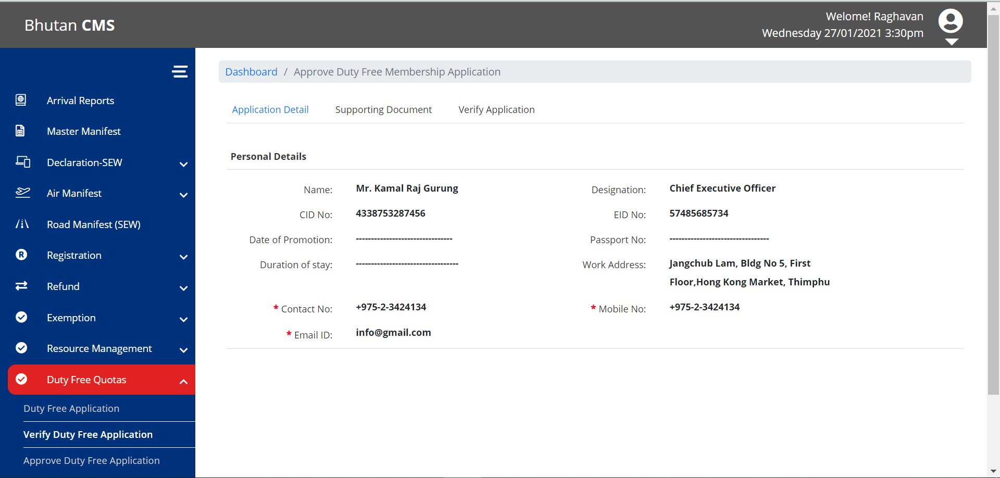 Bhutan CMS
Welome! Raghavan
Wednesday 27/01/2021 3:30pm
Arrival Reports
Master Manifest
Declaration-SEW
Air Manifest
Road Manifest (SEW)
R Registration
Refund
Exemption
Resource Management
Duty Free Quotas
Duty Free Application
Verify Duty Free Application
Approve Duty Free Application
Dashboard / Approve Duty Free Membership Application
Application Detail Supporting Document Verify Application
Personal Details
Name: Mr. Kamal Raj Gurung Designation: Chief Executive Officer
CID No: 4338753287456 EID No: 57485685734
Date of Promotion: -------------------------------- Passport No: ---------------------------------
Duration of stay: ---------------------------------- Work Address: Jangchub Lam, Bldg No 5, First
Floor,Hong Kong Market, Thimphu
* Contact No: +975-2-3424134 * Mobile No: +975-2-3424134
* Email ID: info@gmail.com